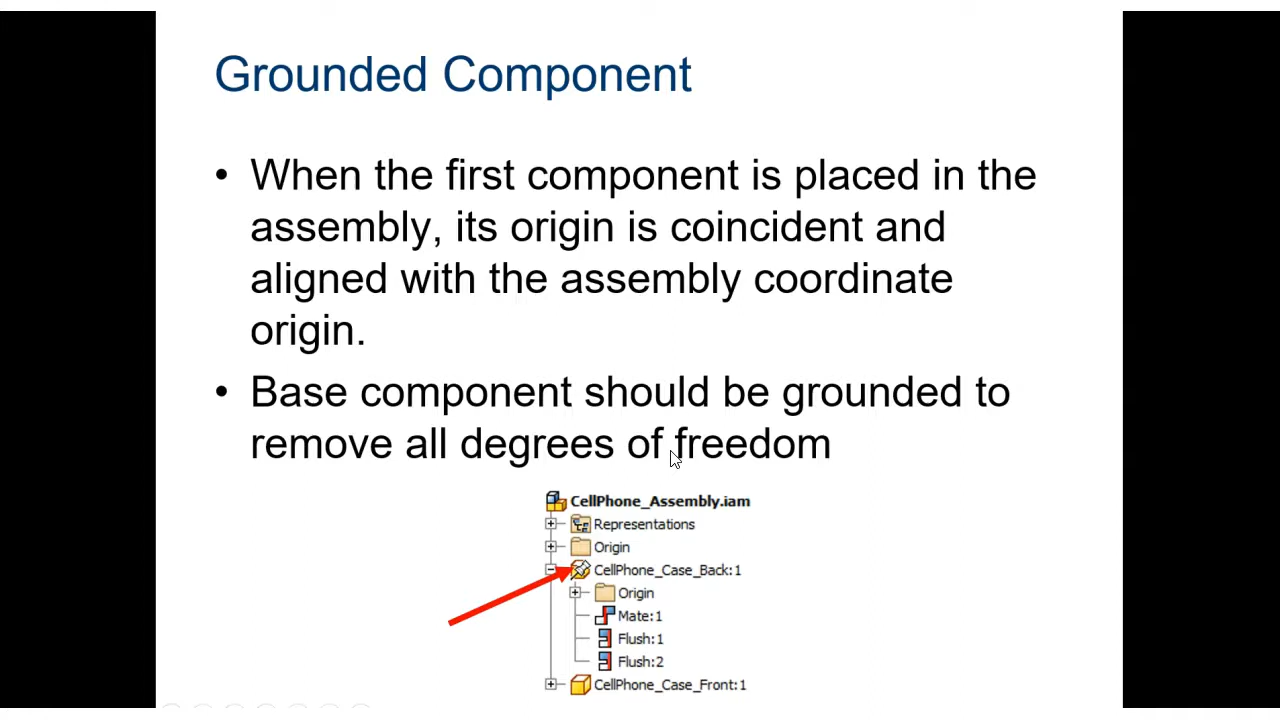 Grounded Component
• When the first component is placed in the
assembly, its origin is coincident and
aligned with the assembly coordinate
origin.
• Base component should be grounded to
remove all degrees of freedom
CellPhone_Assembly.iam
Representations
Origin
CellPhone_Case_Back:1
Origin
Mate:1
Flush:1
Flush:2
CellPhone_Case_Front:1